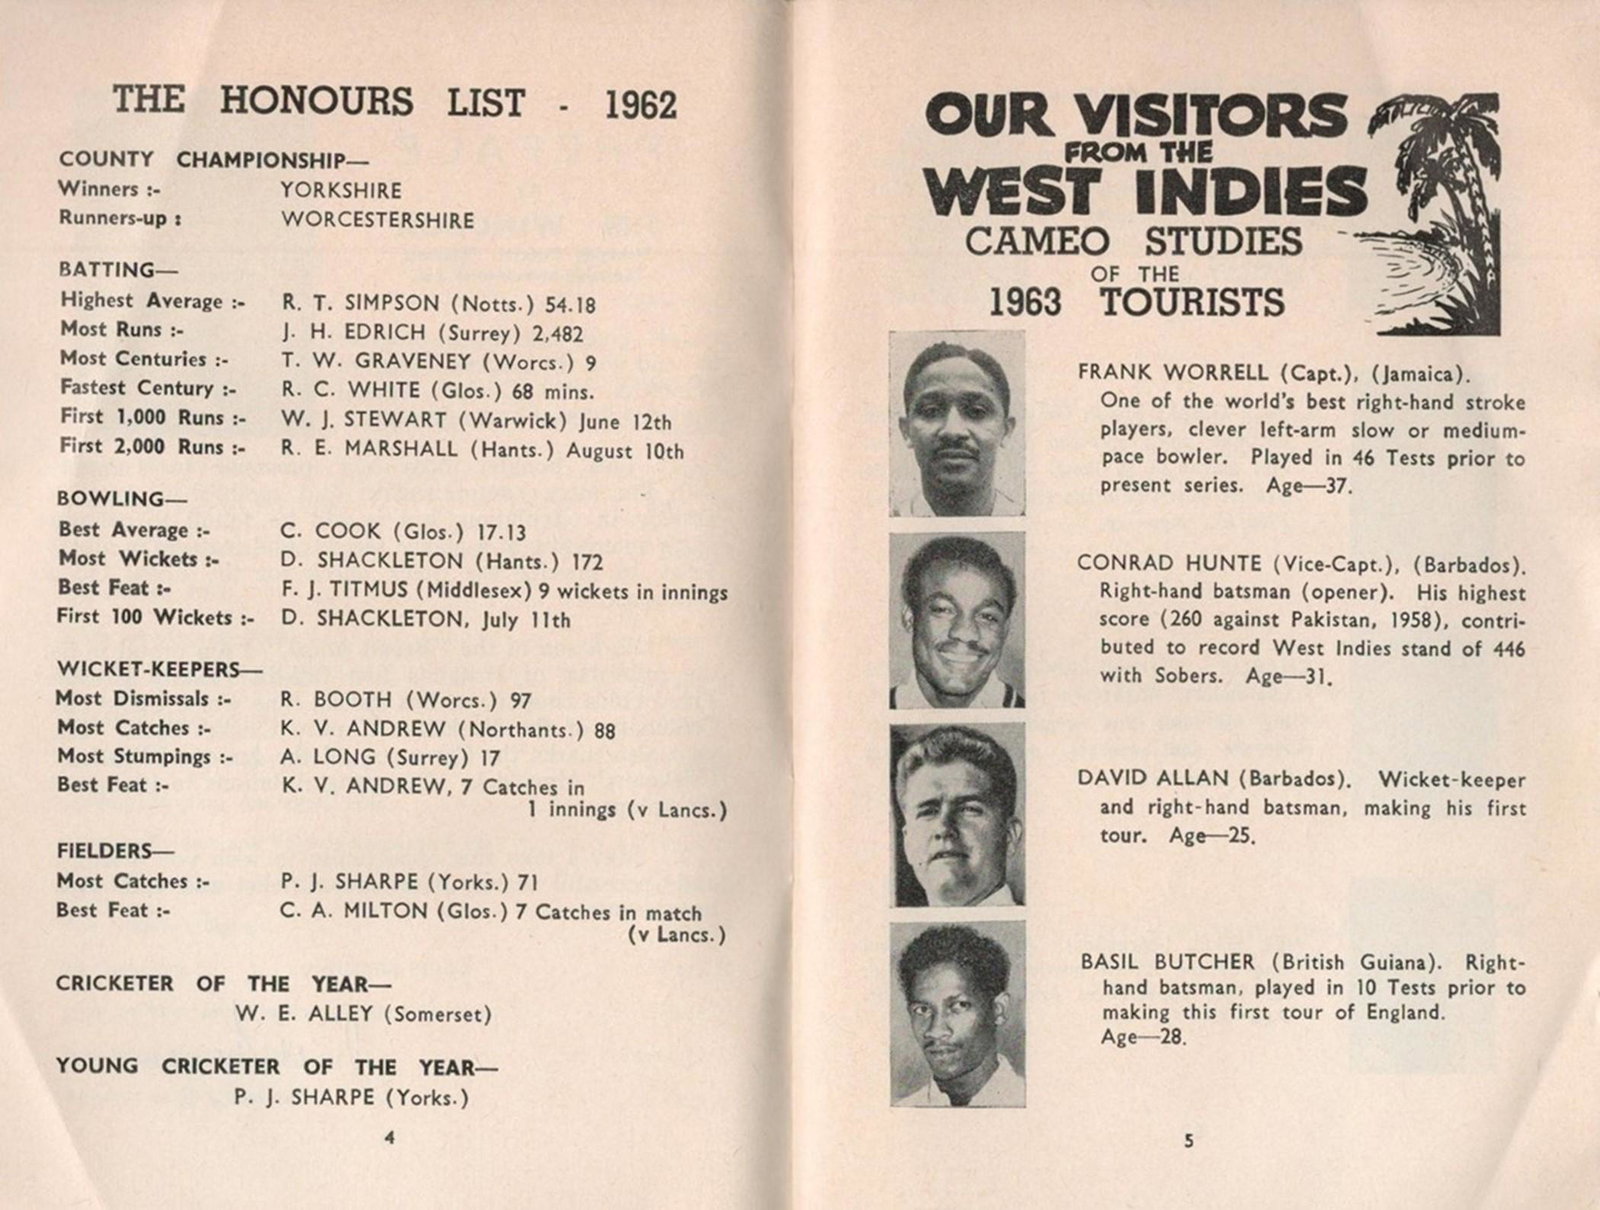 THE HONOURS LIST - 1962
COUNTY CHAMPIONSHIP—
Winners :- YORKSHIRE
Runners-up : WORCESTERSHIRE
BATTING—
Highest Average :- R. T. SIMPSON (Notts.) 54.18
Most Runs :- J. H. EDRICH (Surrey) 2,482
Most Centuries :- T. W. GRAVENEY (Worcs.) 9
Fastest Century :- R. C. WHITE (Glos.) 68 mins.
First 1,000 Runs :- W. J. STEWART (Warwick) June 12th
First 2,000 Runs :- R. E. MARSHALL (Hants.) August 10th
BOWLING—
Best Average :- C. COOK (Glos.) 17.13
Most Wickets :- D. SHACKLETON (Hants.) 172
Best Feat :- F. J. TITMUS (Middlesex) 9 wickets in innings
First 100 Wickets :- D. SHACKLETON, July 11th
WICKET-KEEPERS—
Most Dismissals :- R. BOOTH (Worcs.) 97
Most Catches :- K. V. ANDREW (Northants.) 88
Most Stumpings :- A. LONG (Surrey) 17
Best Feat :- K. V. ANDREW, 7 Catches in
1 innings (v Lancs.)
FIELDERS—
Most Catches :- P. J. SHARPE (Yorks.) 71
Best Feat :- C. A. MILTON (Glos.) 7 Catches in match
(v Lancs.)
CRICKETER OF THE YEAR—
W. E. ALLEY (Somerset)
YOUNG CRICKETER OF THE YEAR—
P. J. SHARPE (Yorks.)
4
OUR VISITORS
FROM THE
WEST INDIES
CAMEO STUDIES
OF THE
1963 TOURISTS
FRANK WORRELL (Capt.), (Jamaica).
One of the world's best right-hand stroke
players, clever left-arm slow or medium-
pace bowler. Played in 46 Tests prior to
present series. Age—37.
CONRAD HUNTE (Vice-Capt.), (Barbados).
Right-hand batsman (opener). His highest
score (260 against Pakistan, 1958), contri-
buted to record West Indies stand of 446
with Sobers. Age—31.
DAVID ALLAN (Barbados). Wicket-keeper
and right-hand batsman, making his first
tour. Age—25.
BASIL BUTCHER (British Guiana). Right-
hand batsman, played in 10 Tests prior to
making this first tour of England.
Age—28.
5